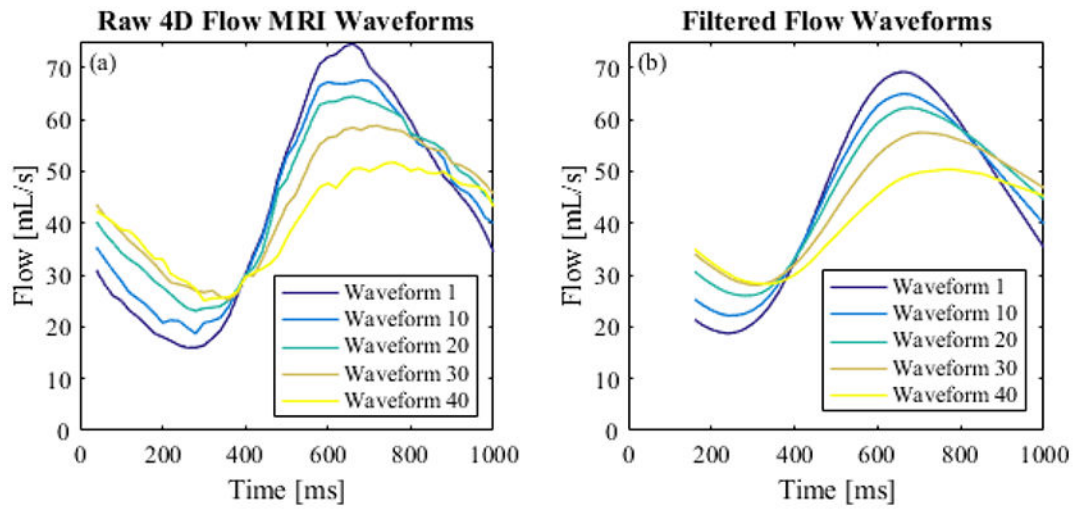 Raw 4D Flow MRI Waveforms
(a)
Flow [mL/s]
70
60
50
40
30
20
10
0
Waveform 1
Waveform 10
Waveform 20
Waveform 30
Waveform 40
0 200 400 600 800 1000
Time [ms]
Filtered Flow Waveforms
(b)
Flow [mL/s]
70
60
50
40
30
20
10
0
Waveform 1
Waveform 10
Waveform 20
Waveform 30
Waveform 40
0 200 400 600 800 1000
Time [ms]